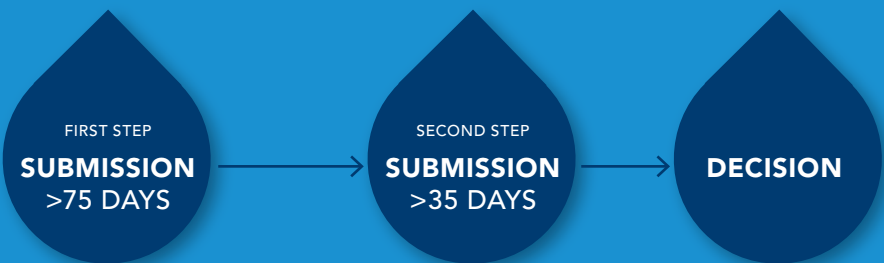 FIRST STEP
SUBMISSION
>75 DAYS
SECOND STEP
SUBMISSION
>35 DAYS
DECISION